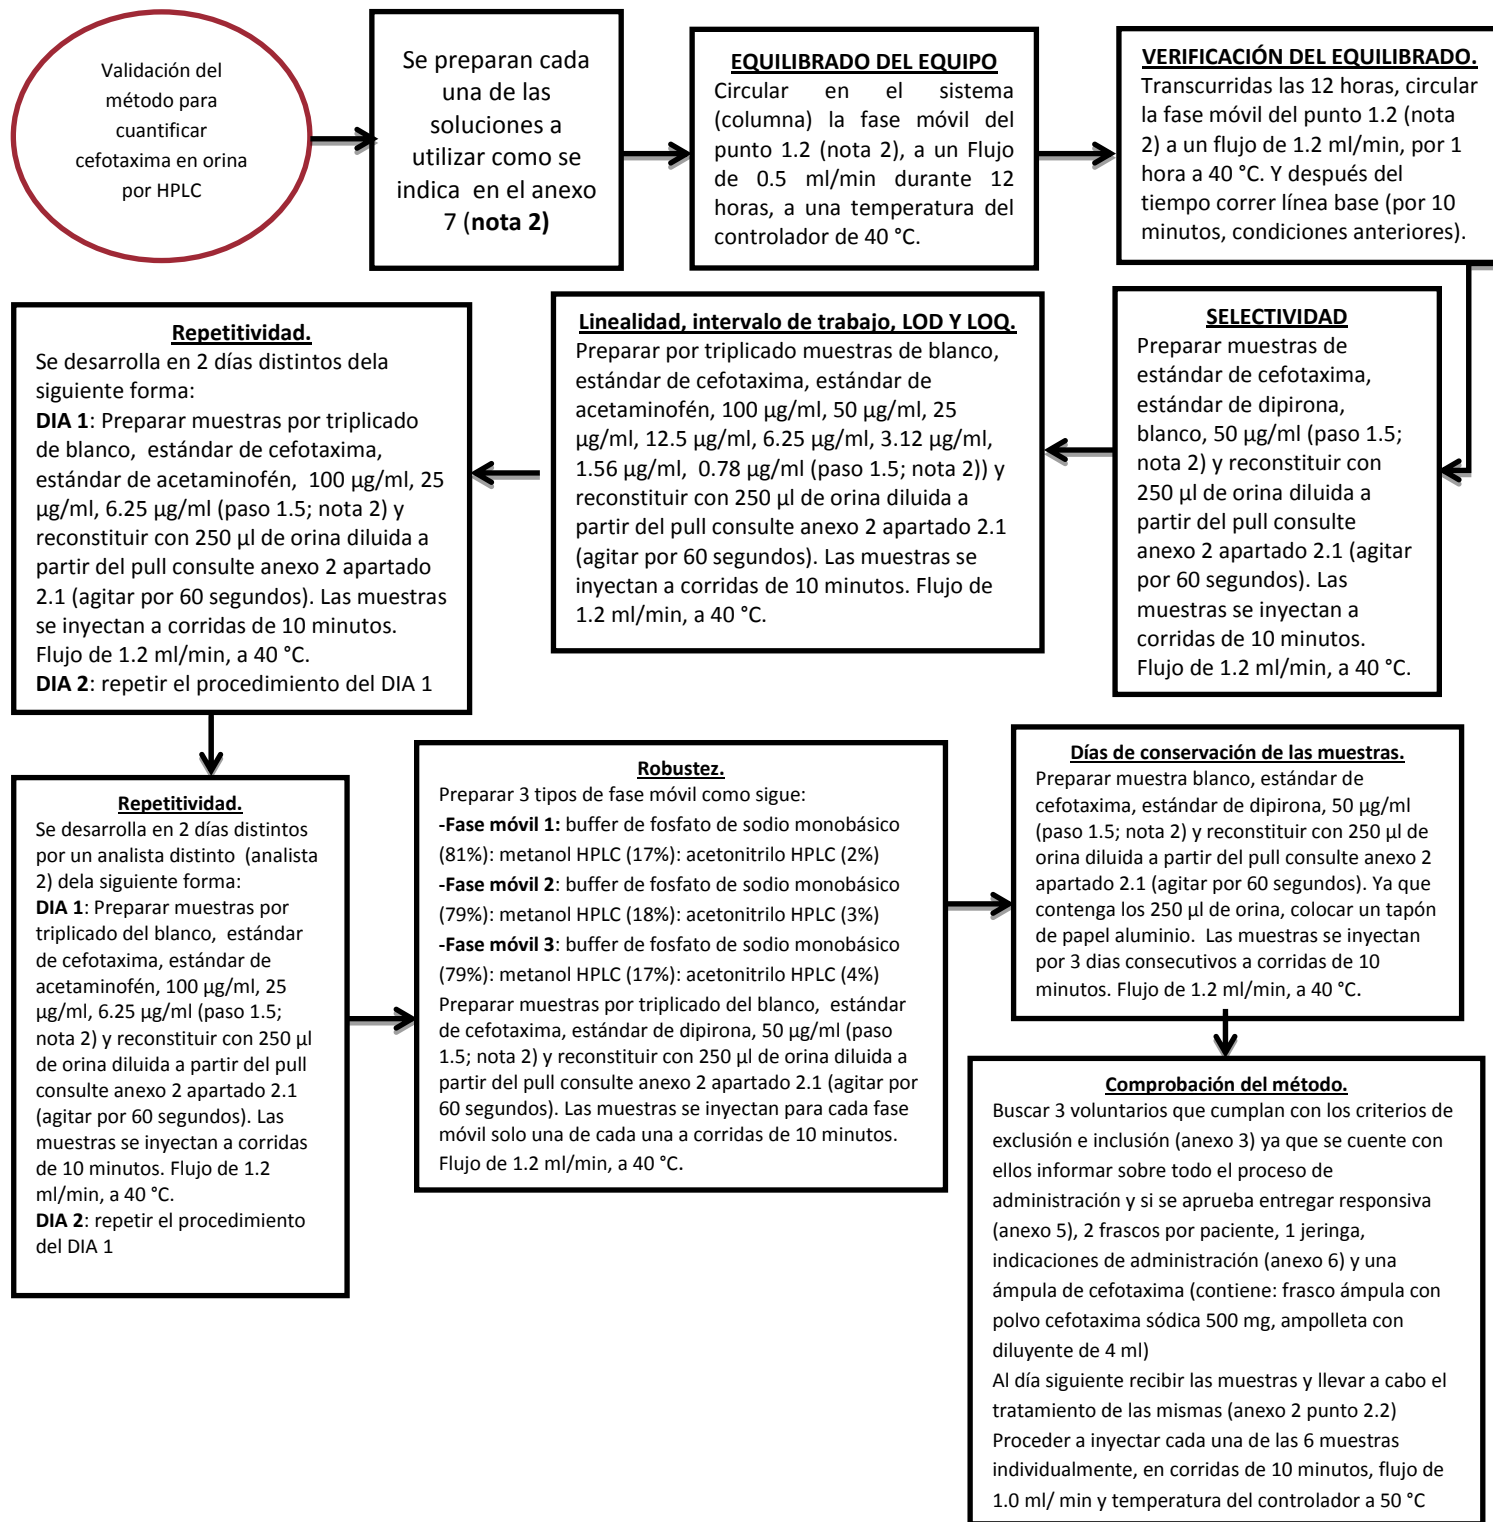 Validación del
método para
cuantificar
cefotaxima en orina
por HPLC
Se preparan cada
una de las
soluciones a
utilizar como se
indica en el anexo
7 (nota 2)
EQUILIBRADO DEL EQUIPO
Circular en el sistema
(columna) la fase móvil del
punto 1.2 (nota 2), a un Flujo
de 0.5 ml/min durante 12
horas, a una temperatura del
controlador de 40 °C.
VERIFICACIÓN DEL EQUILIBRADO.
Transcurridas las 12 horas, circular
la fase móvil del punto 1.2 (nota
2) a un flujo de 1.2 ml/min, por 1
hora a 40 °C. Y después del
tiempo correr línea base (por 10
minutos, condiciones anteriores).
SELECTIVIDAD
Preparar muestras de
estándar de cefotaxima,
estándar de dipirona,
blanco, 50 µg/ml (paso 1.5;
nota 2) y reconstituir con
250 µl de orina diluida a
partir del pull consulte
anexo 2 apartado 2.1 (agitar
por 60 segundos). Las
muestras se inyectan a
corridas de 10 minutos.
Flujo de 1.2 ml/min, a 40 °C.
Linealidad, intervalo de trabajo, LOD Y LOQ.
Preparar por triplicado muestras de blanco,
estándar de cefotaxima, estándar de
acetaminofén, 100 µg/ml, 50 µg/ml, 25
µg/ml, 12.5 µg/ml, 6.25 µg/ml, 3.12 µg/ml,
1.56 µg/ml, 0.78 µg/ml (paso 1.5; nota 2)) y
reconstituir con 250 µl de orina diluida a
partir del pull consulte anexo 2 apartado 2.1
(agitar por 60 segundos). Las muestras se
inyectan a corridas de 10 minutos. Flujo de
1.2 ml/min, a 40 °C.
Repetitividad.
Se desarrolla en 2 días distintos dela
siguiente forma:
DIA 1: Preparar muestras por triplicado
de blanco, estándar de cefotaxima,
estándar de acetaminofén, 100 µg/ml, 25
µg/ml, 6.25 µg/ml (paso 1.5; nota 2) y
reconstituir con 250 µl de orina diluida a
partir del pull consulte anexo 2 apartado
2.1 (agitar por 60 segundos). Las muestras
se inyectan a corridas de 10 minutos.
Flujo de 1.2 ml/min, a 40 °C.
DIA 2: repetir el procedimiento del DIA 1
Repetitividad.
Se desarrolla en 2 días distintos
por un analista distinto (analista
2) dela siguiente forma:
DIA 1: Preparar muestras por
triplicado del blanco, estándar
de cefotaxima, estándar de
acetaminofén, 100 µg/ml, 25
µg/ml, 6.25 µg/ml (paso 1.5;
nota 2) y reconstituir con 250 µl
de orina diluida a partir del pull
consulte anexo 2 apartado 2.1
(agitar por 60 segundos). Las
muestras se inyectan a corridas
de 10 minutos. Flujo de 1.2
ml/min, a 40 °C.
DIA 2: repetir el procedimiento
del DIA 1
Robustez.
Preparar 3 tipos de fase móvil como sigue:
-Fase móvil 1: buffer de fosfato de sodio monobásico
(81%): metanol HPLC (17%): acetonitrilo HPLC (2%)
-Fase móvil 2: buffer de fosfato de sodio monobásico
(79%): metanol HPLC (18%): acetonitrilo HPLC (3%)
-Fase móvil 3: buffer de fosfato de sodio monobásico
(79%): metanol HPLC (17%): acetonitrilo HPLC (4%)
Preparar muestras por triplicado del blanco, estándar
de cefotaxima, estándar de dipirona, 50 µg/ml (paso
1.5; nota 2) y reconstituir con 250 µl de orina diluida a
partir del pull consulte anexo 2 apartado 2.1 (agitar por
60 segundos). Las muestras se inyectan para cada fase
móvil solo una de cada una a corridas de 10 minutos.
Flujo de 1.2 ml/min, a 40 °C.
Días de conservación de las muestras.
Preparar muestra blanco, estándar de
cefotaxima, estándar de dipirona, 50 µg/ml
(paso 1.5; nota 2) y reconstituir con 250 µl de
orina diluida a partir del pull consulte anexo 2
apartado 2.1 (agitar por 60 segundos). Ya que
contenga los 250 µl de orina, colocar un tapón
de papel aluminio. Las muestras se inyectan
por 3 dias consecutivos a corridas de 10
minutos. Flujo de 1.2 ml/min, a 40 °C.
Comprobación del método.
Buscar 3 voluntarios que cumplan con los criterios de
exclusión e inclusión (anexo 3) ya que se cuente con
ellos informar sobre todo el proceso de
administración y si se aprueba entregar responsiva
(anexo 5), 2 frascos por paciente, 1 jeringa,
indicaciones de administración (anexo 6) y una
ámpula de cefotaxima (contiene: frasco ámpula con
polvo cefotaxima sódica 500 mg, ampolleta con
diluyente de 4 ml)
Al día siguiente recibir las muestras y llevar a cabo el
tratamiento de las mismas (anexo 2 punto 2.2)
Proceder a inyectar cada una de las 6 muestras
individualmente, en corridas de 10 minutos, flujo de
1.0 ml/ min y temperatura del controlador a 50 °C